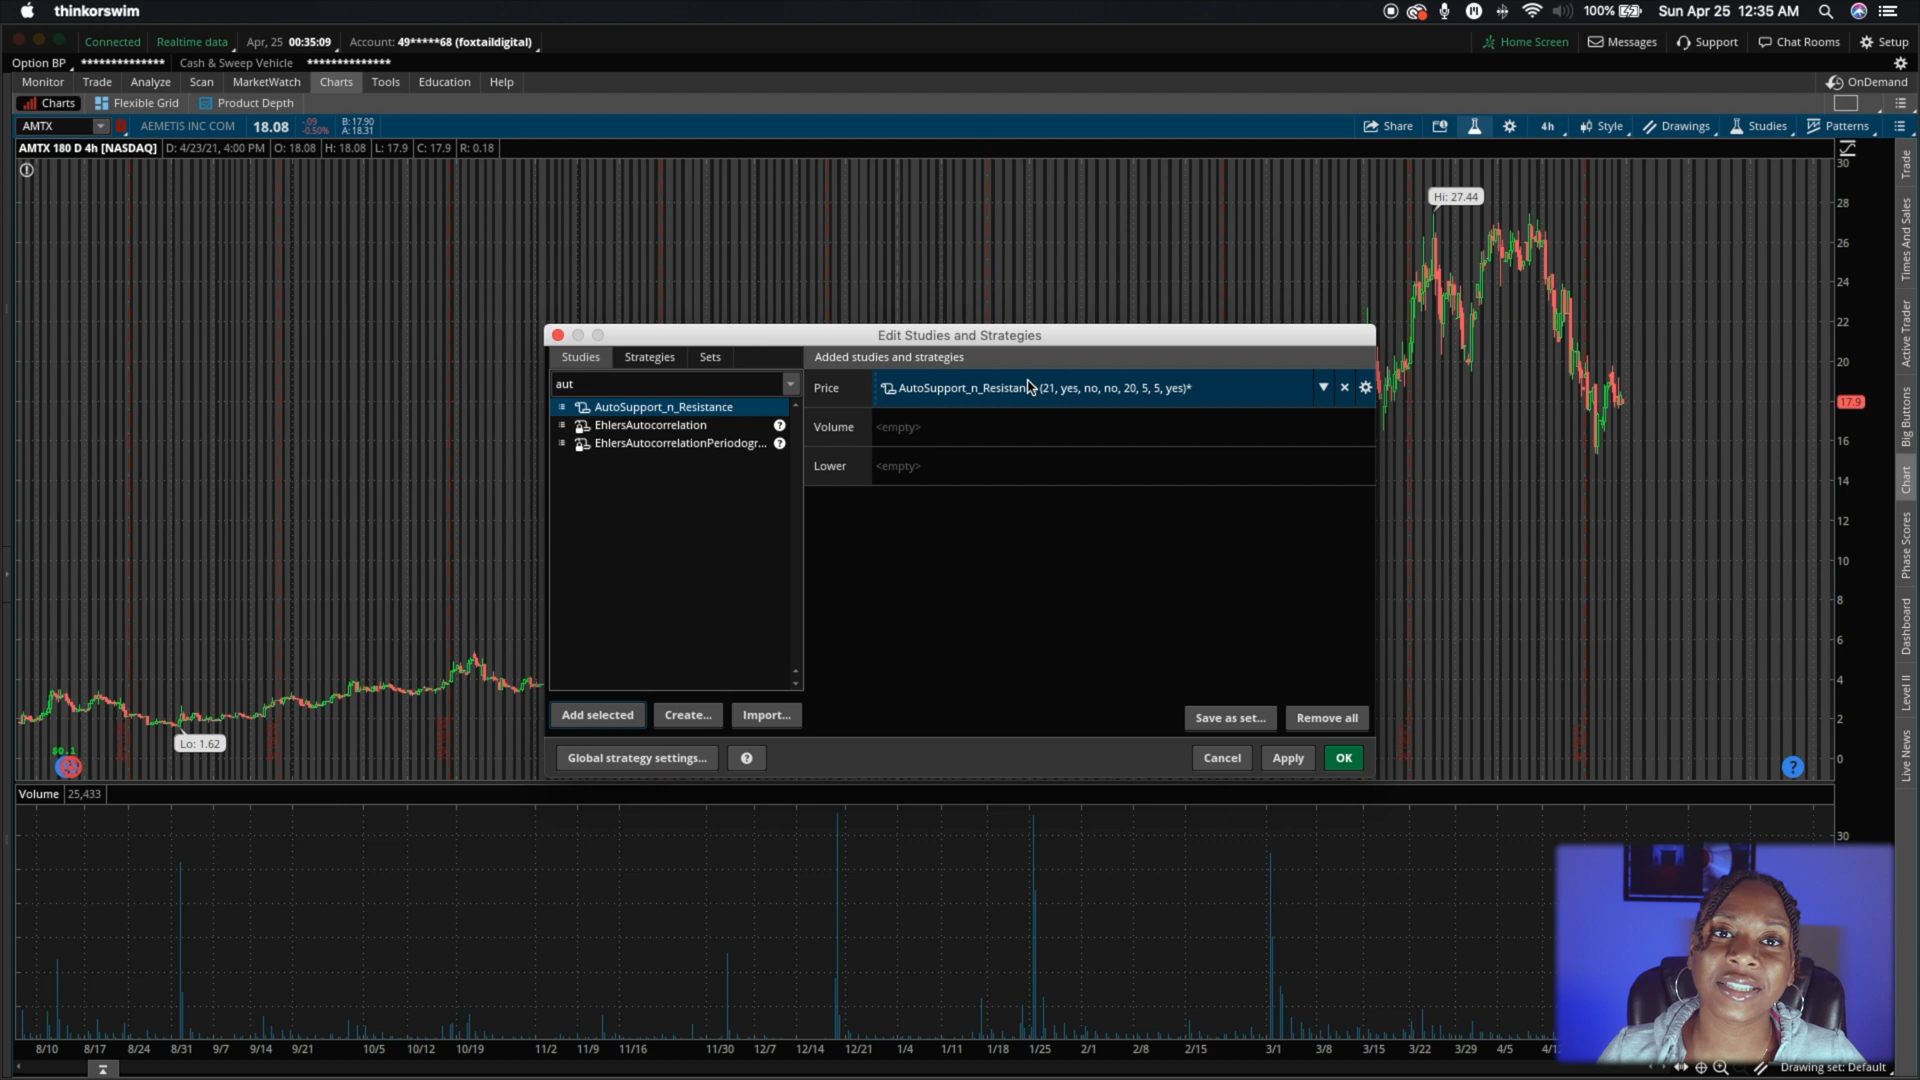 thinkorswim
100%
Sun Apr 25 12:35 AM
Connected
Realtime data
Apr, 25 00:35:09
Account: 49*****68 (foxtaildigital)
Home Screen
Messages
Support
Chat Rooms
Setup
Option BP **************
Cash & Sweep Vehicle **************
Monitor
Trade
Analyze
Scan
MarketWatch
Charts
Tools
Education
Help
OnDemand
Charts
Flexible Grid
Product Depth
AMTX
AEMETIS INC COM
18.08
-.09
-0.50%
B: 17.90
A: 18.31
Share
4h
Style
Drawings
Studies
Patterns
AMTX 180 D 4h [NASDAQ]
D: 4/23/21, 4:00 PM
O: 18.08
H: 18.08
L: 17.9
C: 17.9
R: 0.18
Hi: 27.44
Lo: 1.62
$0.1
30
28
26
24
22
20
17.9
16
14
12
10
8
6
4
2
0
Trade
Times And Sales
Active Trader
Big Buttons
Chart
Phase Scores
Dashboard
Level II
Live News
Edit Studies and Strategies
Studies
Strategies
Sets
aut
AutoSupport_n_Resistance
EhlersAutocorrelation
EhlersAutocorrelationPeriodogr...
Added studies and strategies
Price
AutoSupport_n_Resistance (21, yes, no, no, 20, 5, 5, yes)*
Volume
<empty>
Lower
<empty>
Add selected
Create...
Import...
Save as set...
Remove all
Global strategy settings...
Cancel
Apply
OK
Volume
25,433
30
8/10
8/17
8/24
8/31
9/7
9/14
9/21
10/5
10/12
10/19
11/2
11/9
11/16
11/30
12/7
12/14
12/21
1/4
1/11
1/18
1/25
2/1
2/8
2/15
3/1
3/8
3/15
3/22
3/29
4/5
Drawing set: Default